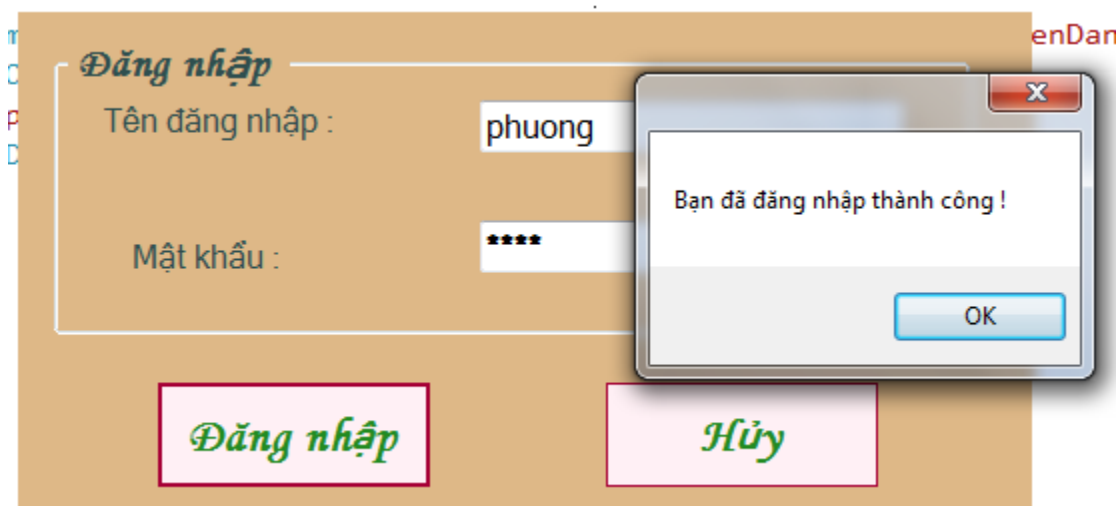 enDan
Đăng nhập
Tên đăng nhập :
phuong
Mật khẩu :
****
Bạn đã đăng nhập thành công !
OK
Đăng nhập
Hủy